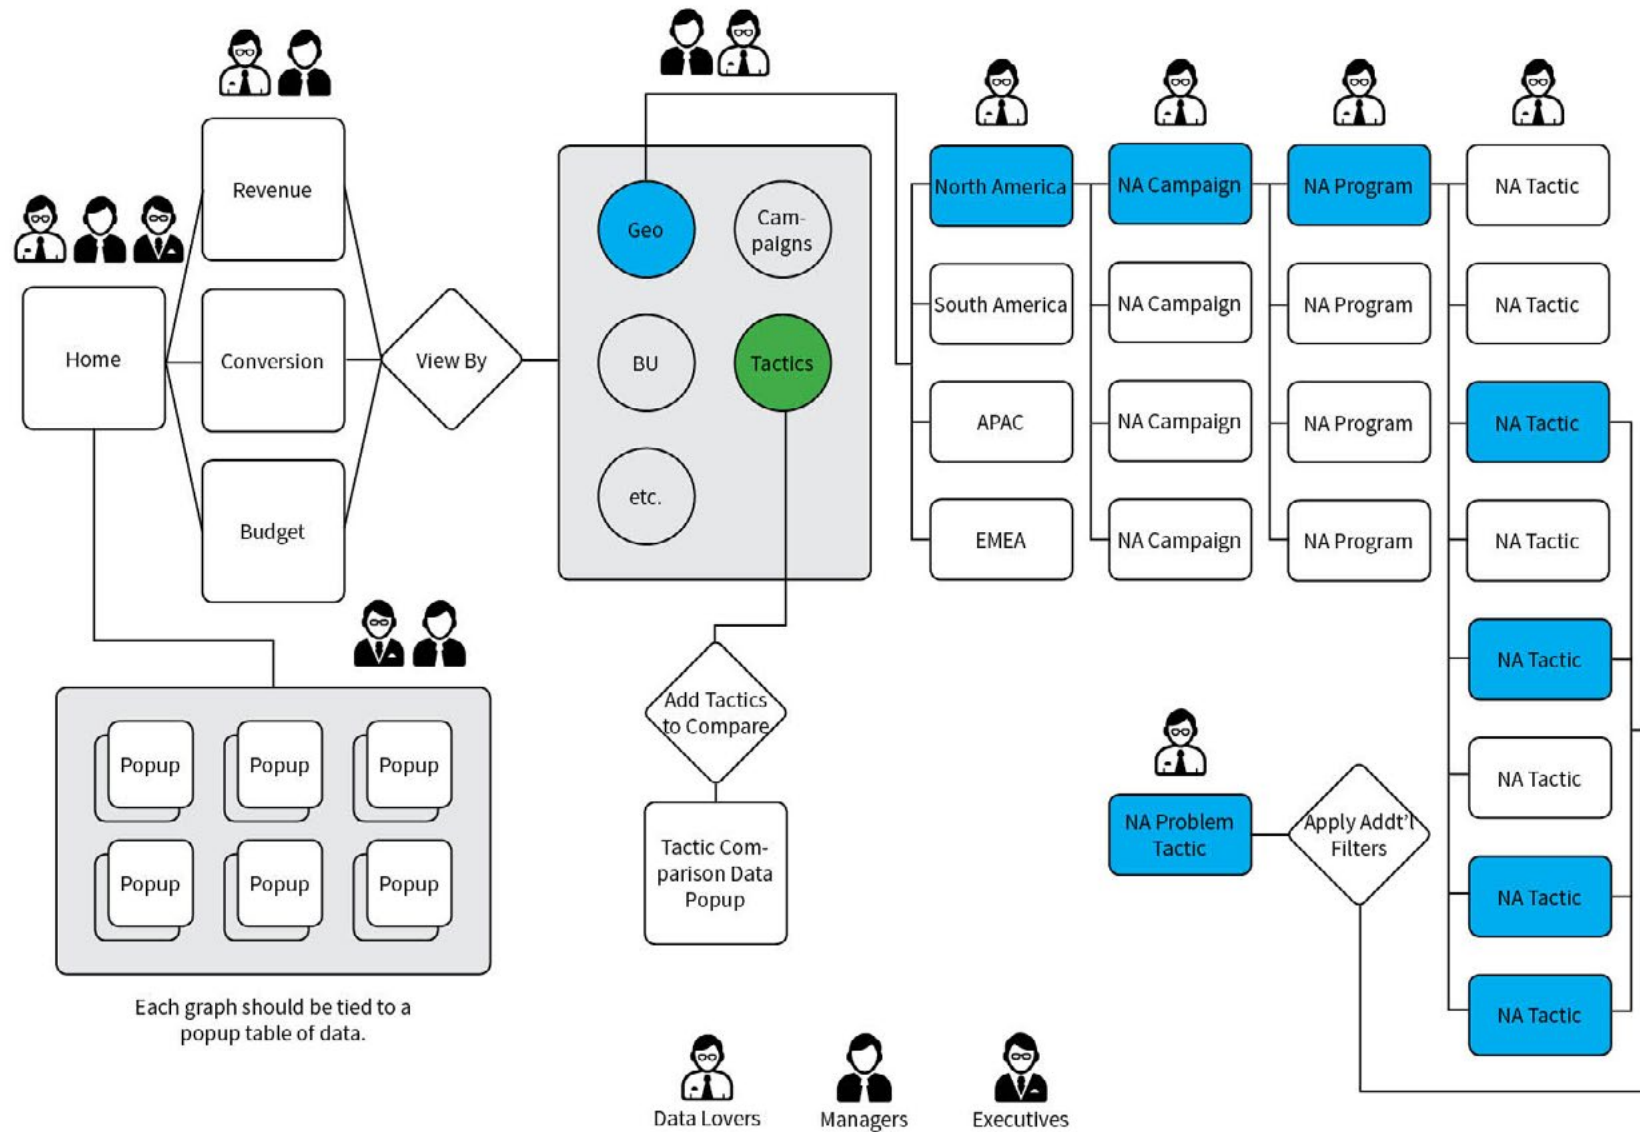 Home
Revenue
Conversion
Budget
View By
Geo
Cam-
paigns
BU
Tactics
etc.
North America
South America
APAC
EMEA
NA Campaign
NA Campaign
NA Campaign
NA Campaign
NA Program
NA Program
NA Program
NA Program
NA Tactic
NA Tactic
NA Tactic
NA Tactic
NA Tactic
NA Tactic
NA Tactic
NA Tactic
Add Tactics
to Compare
Tactic Com-
parison Data
Popup
NA Problem
Tactic
Apply Addt'l
Filters
Popup
Popup
Popup
Popup
Popup
Popup
Each graph should be tied to a
popup table of data.
Data Lovers
Managers
Executives